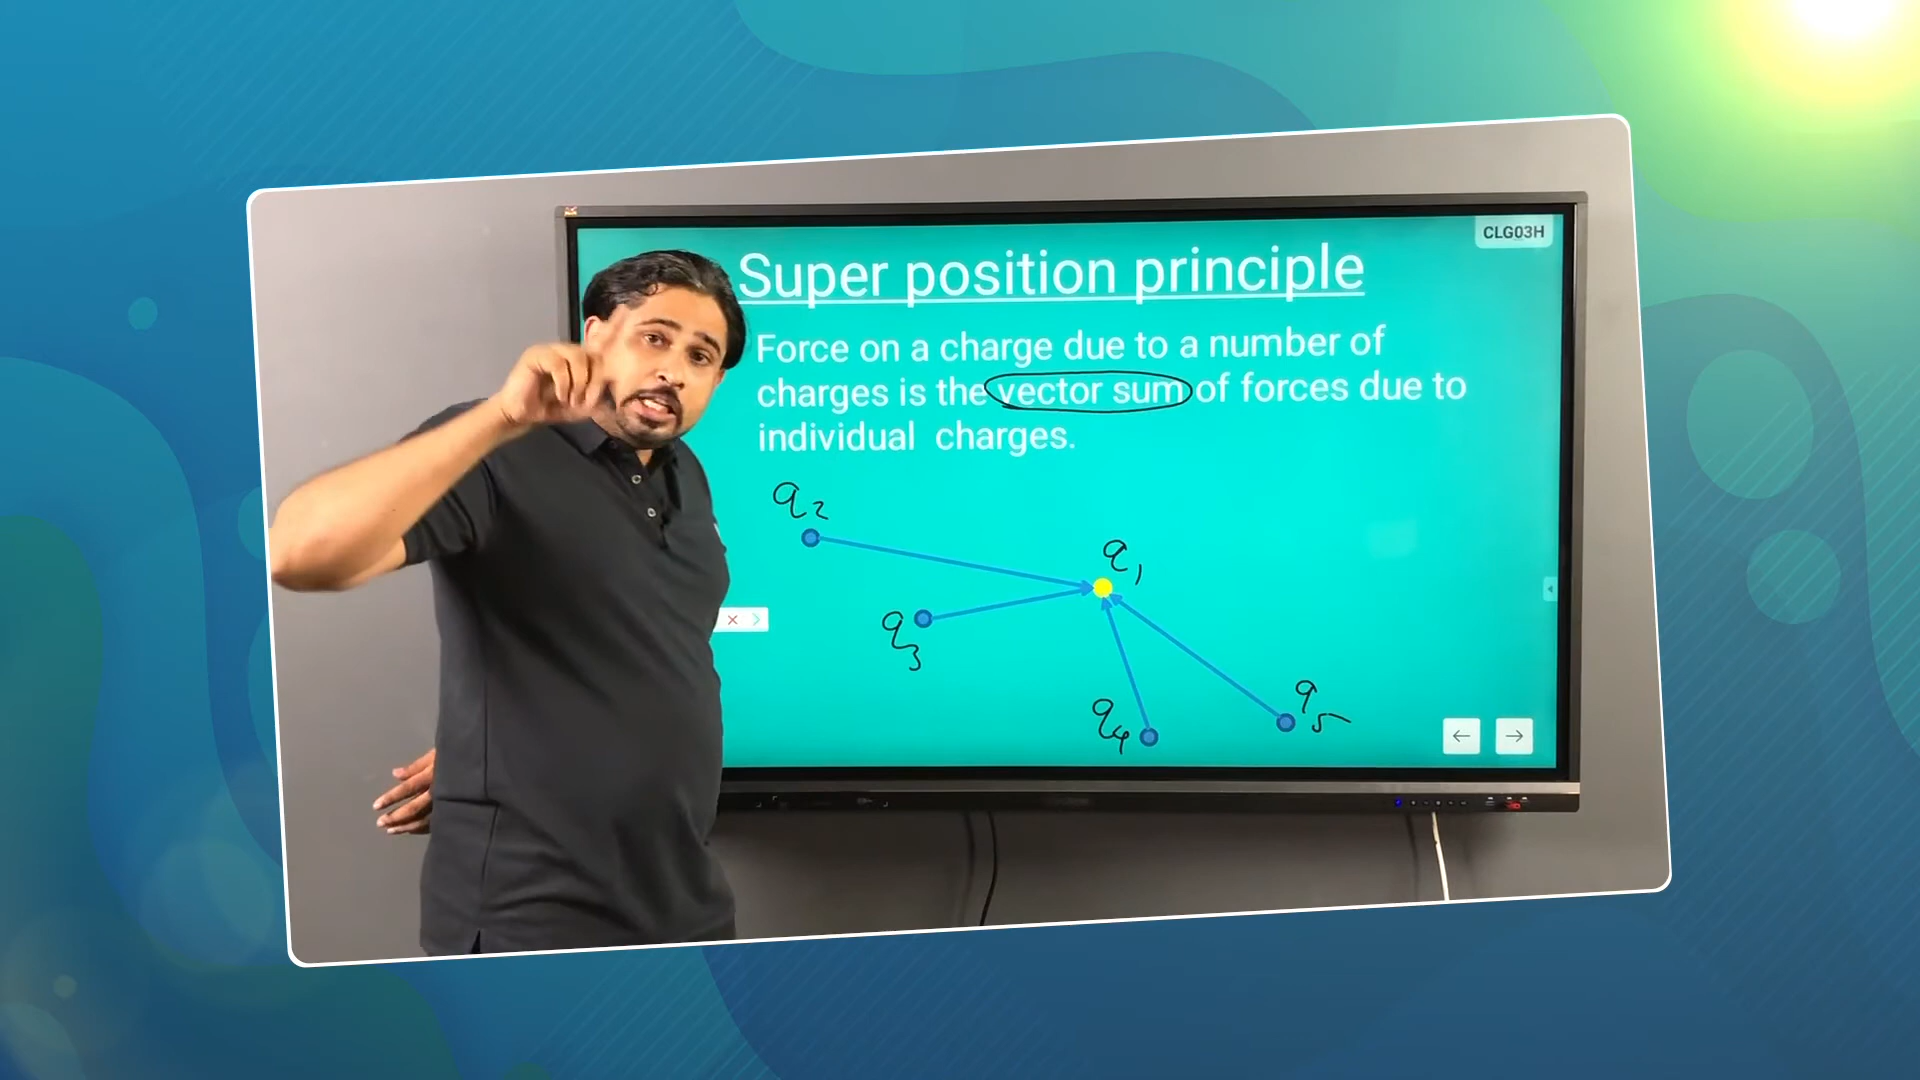 CLG03H
Super position principle
Force on a charge due to a number of
charges is the vector sum of forces due to
individual charges.
q2
q1
q3
q4
q5